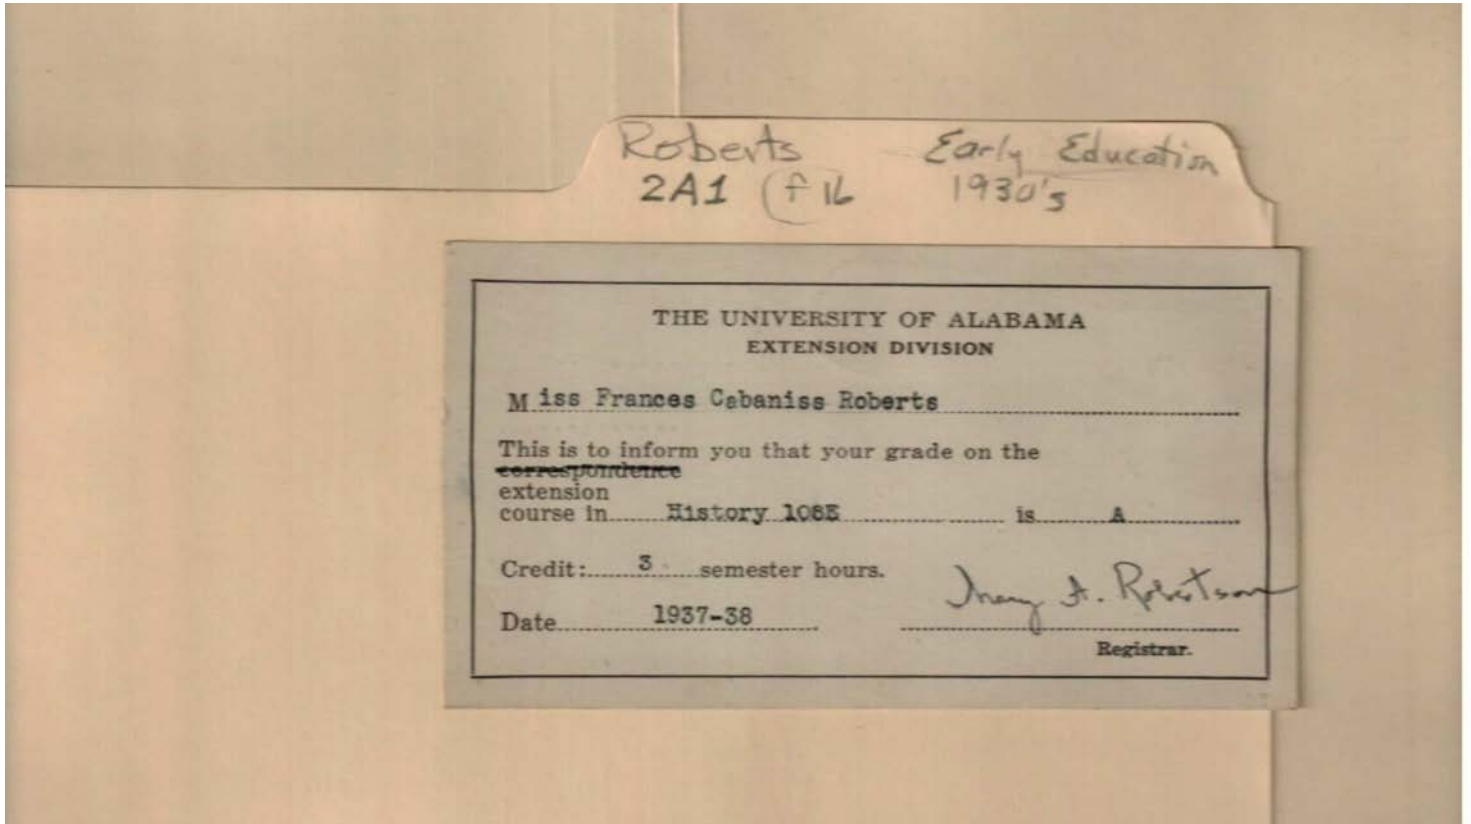 Roberts Early Education
2A1 f 16 1930's
THE UNIVERSITY OF ALABAMA
EXTENSION DIVISION
Miss Frances Cabaniss Roberts
This is to inform you that your grade on the
correspondence
extension
course in History 108E is A
Credit: 3 semester hours.
Date 1937-38
A. Robertson
Registrar.